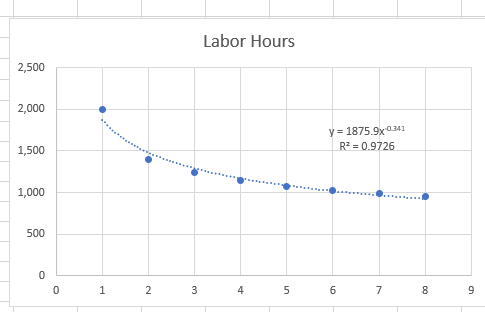 Labor Hours
2,500
2,000
1,500
1,000
500
0
y = 1875.9x^-0.341
R² = 0.9726
0 1 2 3 4 5 6 7 8 9